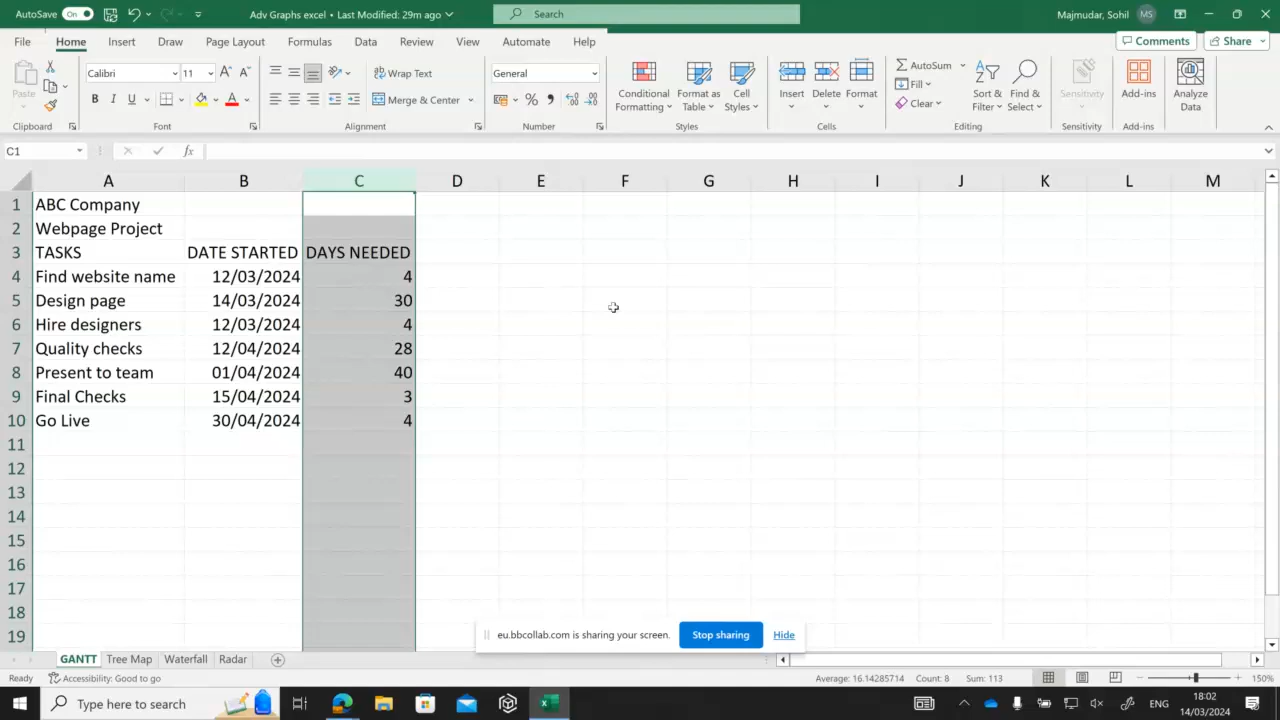 AutoSave On Adv Graphs excel • Last Modified: 29m ago Search Majmudar, Sohil MS
File Home Insert Draw Page Layout Formulas Data Review View Automate Help Comments Share
Paste Calibri 11 Wrap Text General Conditional Formatting Format as Table Cell Styles Insert Delete Format AutoSum Sort & Filter Find & Select Sensitivity Add-ins Analyze Data
B I U Merge & Center Fill
Clear
Clipboard Font Alignment Number Styles Cells Editing Sensitivity Add-ins
C1 fx
A B C D E F G H I J K L M
1 ABC Company
2 Webpage Project
3 TASKS DATE STARTED DAYS NEEDED
4 Find website name 12/03/2024 4
5 Design page 14/03/2024 30
6 Hire designers 12/03/2024 4
7 Quality checks 12/04/2024 28
8 Present to team 01/04/2024 40
9 Final Checks 15/04/2024 3
10 Go Live 30/04/2024 4
11
12
13
14
15
16
17
18
19
eu.bbcollab.com is sharing your screen. Stop sharing Hide
GANTT Tree Map Waterfall Radar
Ready Accessibility: Good to go Average: 16.14285714 Count: 8 Sum: 113 150%
Type here to search ENG 18:02
14/03/2024